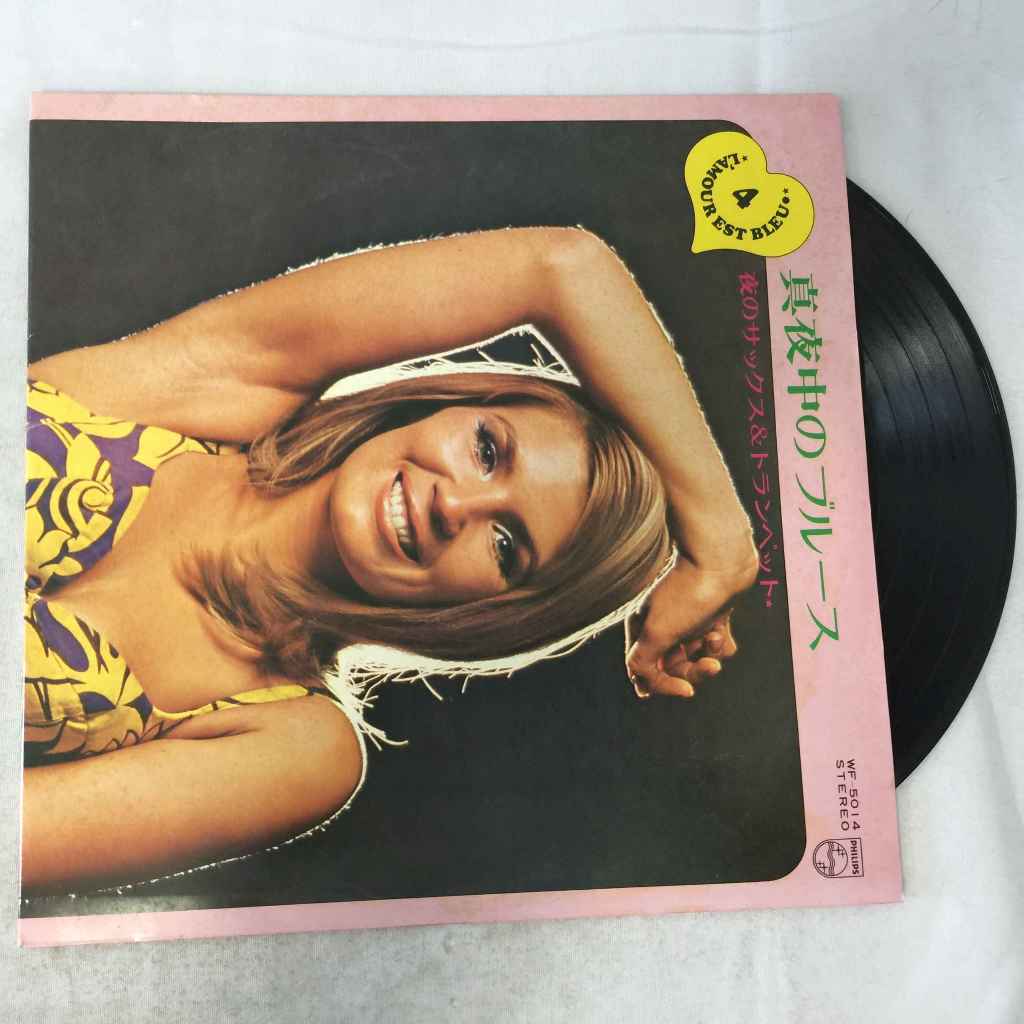 ★L'AMOUR EST BLEU●★
4
真夜中のブルース
夜のサックス&トランペット★
WF-5014
STEREO
PHILIPS